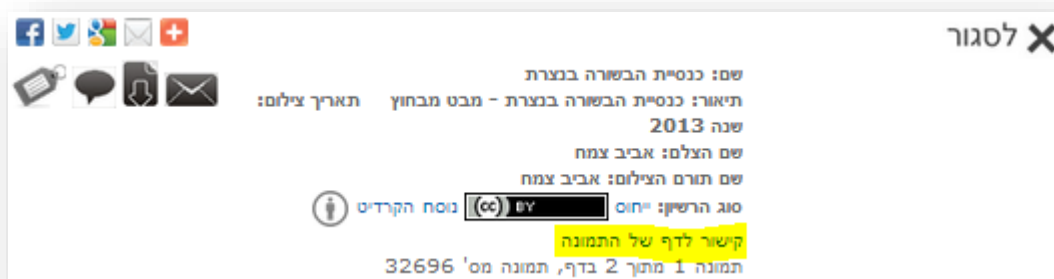 לסגור
שם: כנסיית הבשורה בנצרת
תיאור: כנסיית הבשורה בנצרת - מבט מבחוץ תאריך צילום:
שנה 2013
שם הצלם: אביב צמח
שם תורם הצילום: אביב צמח
סוג הרשיון: ייחוס (cc) BY נוסח הקרדיט
קישור לדף של התמונה
תמונה 1 מתוך 2 בדף, תמונה מס' 32696